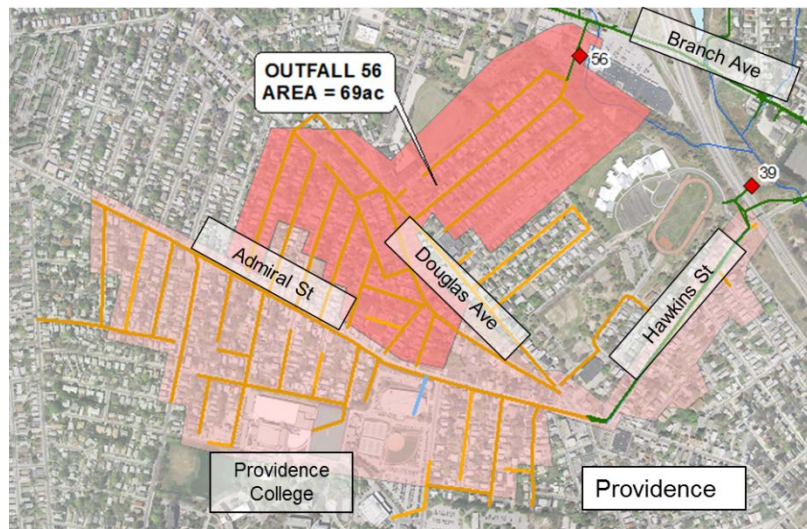 Branch Ave
56
OUTFALL 56
AREA = 69ac
39
Admiral St
Douglas Ave
Hawkins St
Providence
College
Providence